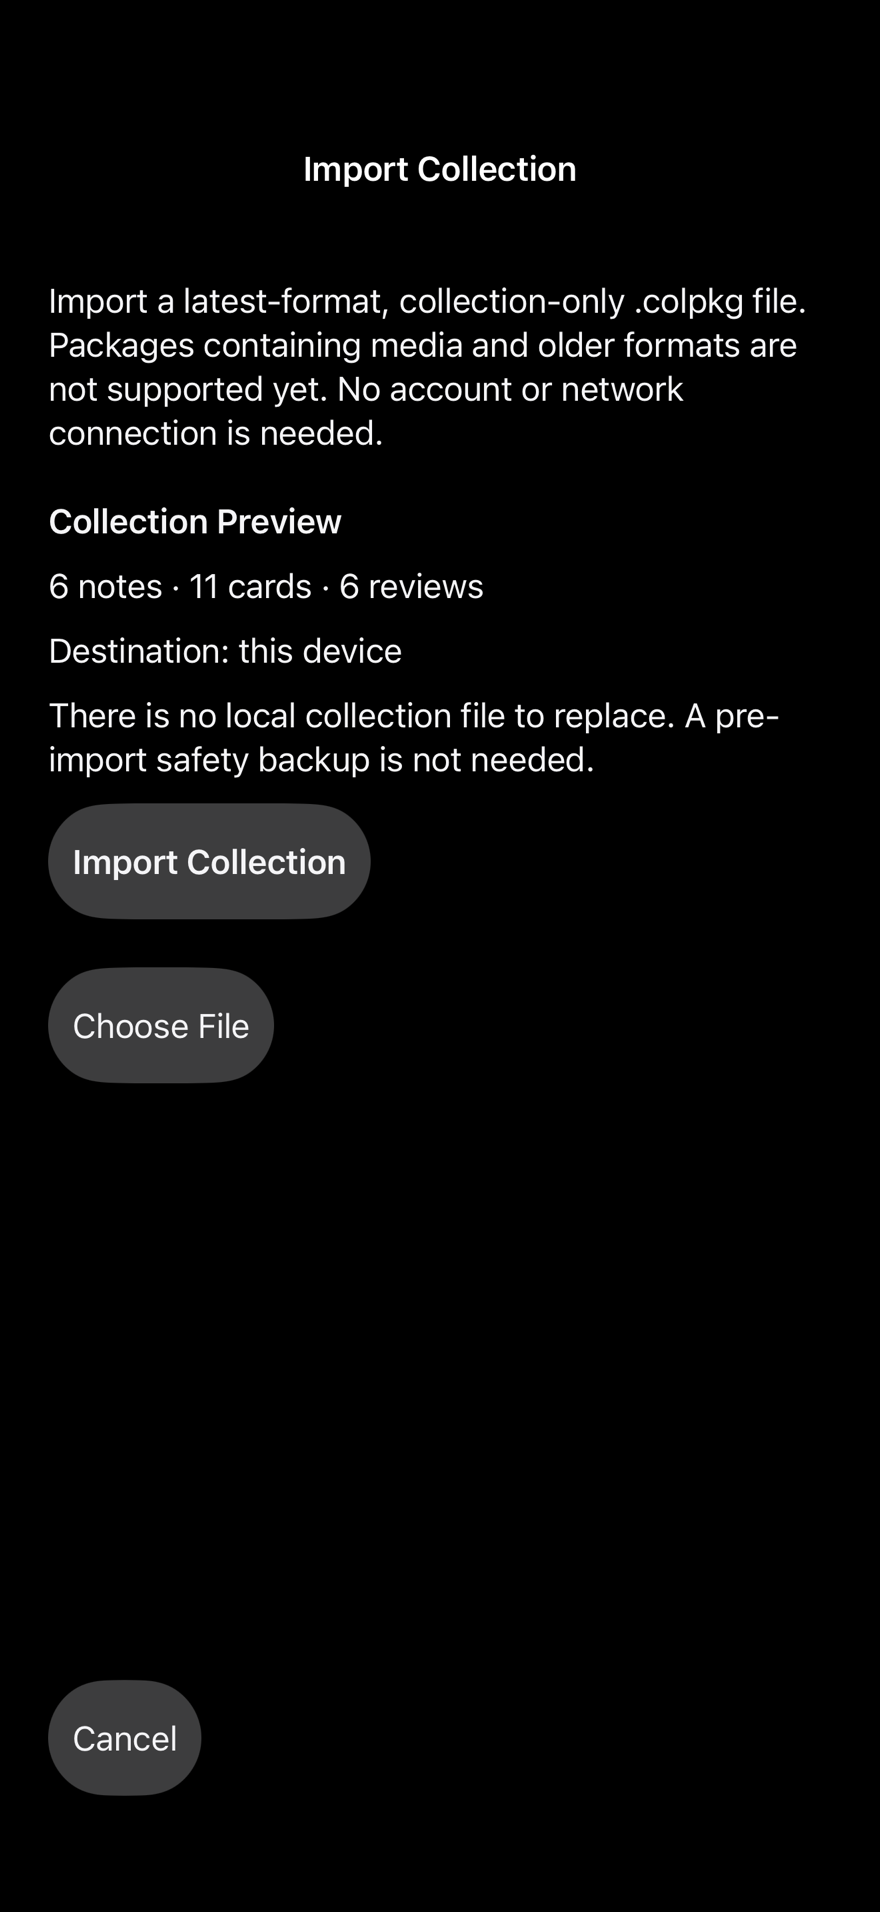 Import Collection
Import a latest-format, collection-only .colpkg file.
Packages containing media and older formats are
not supported yet. No account or network
connection is needed.
Collection Preview
6 notes · 11 cards · 6 reviews
Destination: this device
There is no local collection file to replace. A pre-
import safety backup is not needed.
Import Collection
Choose File
Cancel